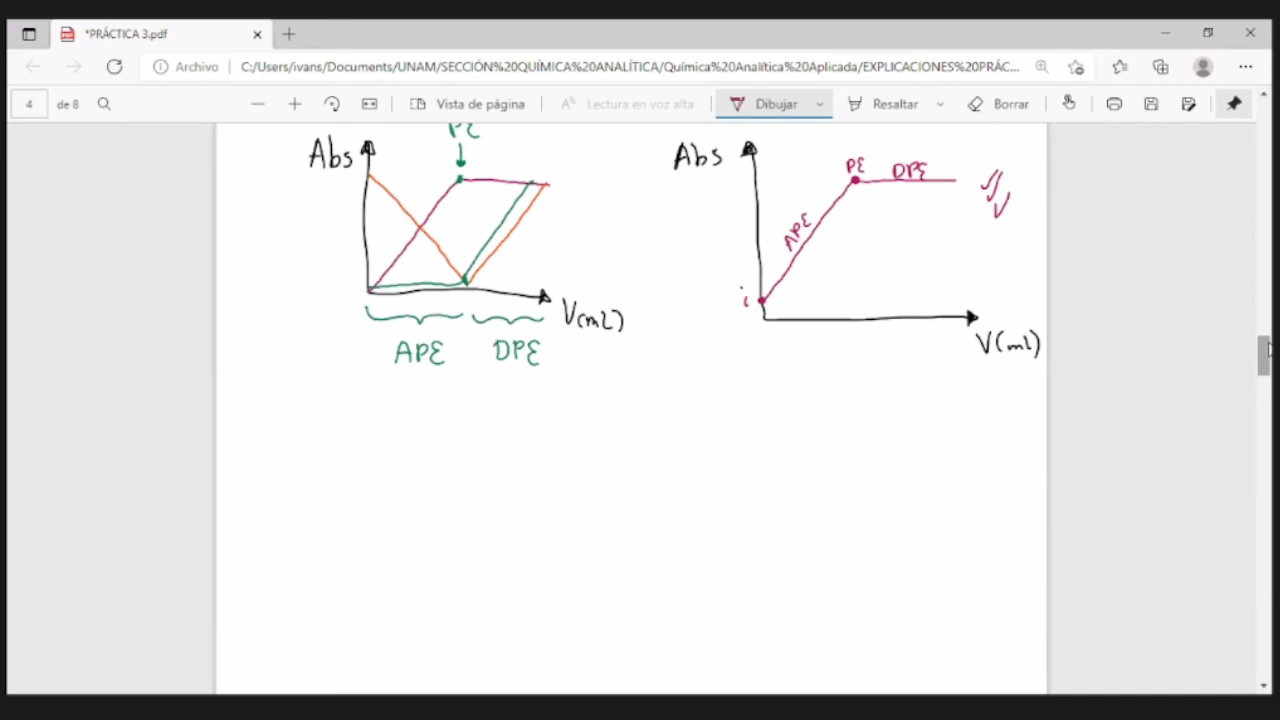 *PRÁCTICA 3.pdf
Archivo
C:/Users/ivans/Documents/UNAM/SECCIÓN%20QUÍMICA%20ANALÍTICA/Química%20Analítica%20Aplicada/EXPLICACIONES%20PRÁC...
4 de 8
Vista de página
Lectura en voz alta
Dibujar
Resaltar
Borrar
PE
Abs
V(ml)
APE DPE
Abs
PE DPE
APE
i
V(ml)